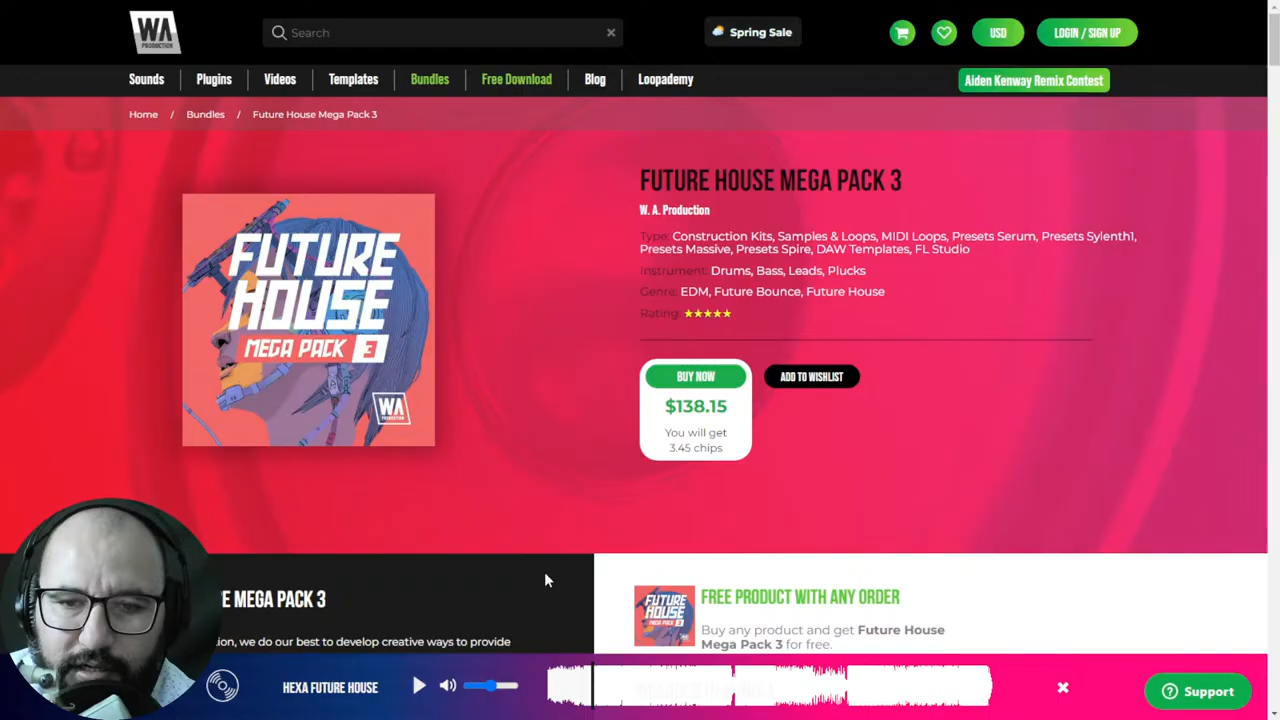 WA
PRODUCTION
Search
Spring Sale
USD
LOGIN / SIGN UP
Sounds
Plugins
Videos
Templates
Bundles
Free Download
Blog
Loopademy
Aiden Kenway Remix Contest
Home / Bundles / Future House Mega Pack 3
FUTURE
HOUSE
MEGA PACK 3
WA
PRODUCTION
FUTURE HOUSE MEGA PACK 3
W. A. Production
Type: Construction Kits, Samples & Loops, MIDI Loops, Presets Serum, Presets Sylenth1,
Presets Massive, Presets Spire, DAW Templates, FL Studio
Instrument: Drums, Bass, Leads, Plucks
Genre: EDM, Future Bounce, Future House
Rating: ★★★★★
BUY NOW
$138.15
You will get
3.45 chips
ADD TO WISHLIST
E MEGA PACK 3
ion, we do our best to develop creative ways to provide
FUTURE
HOUSE
MEGA PACK 3
FREE PRODUCT WITH ANY ORDER
Buy any product and get Future House
Mega Pack 3 for free.
HEXA FUTURE HOUSE
Support